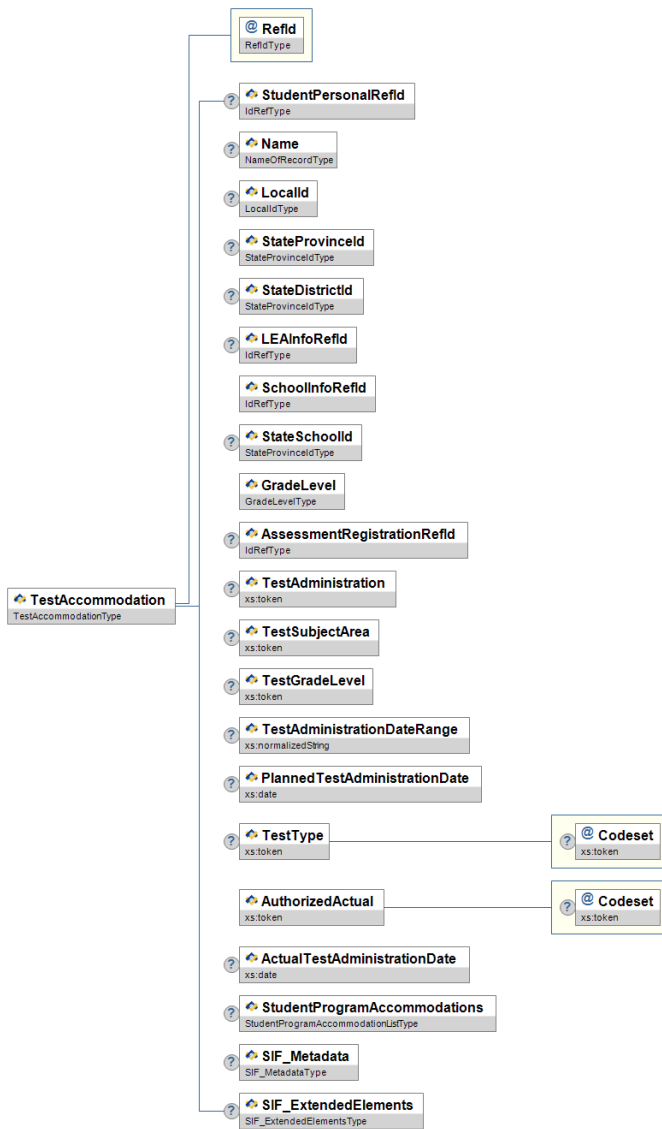 @ RefId
RefIdType
? StudentPersonalRefId
IdRefType
? Name
NameOfRecordType
? LocalId
LocalIdType
? StateProvinceId
StateProvinceIdType
? StateDistrictId
StateProvinceIdType
? LEAInfoRefId
IdRefType
SchoolInfoRefId
IdRefType
? StateSchoolId
StateProvinceIdType
GradeLevel
GradeLevelType
? AssessmentRegistrationRefId
IdRefType
TestAccommodation
TestAccommodationType
? TestAdministration
xs:token
? TestSubjectArea
xs:token
? TestGradeLevel
xs:token
? TestAdministrationDateRange
xs:normalizedString
? PlannedTestAdministrationDate
xs:date
? TestType
xs:token
? @ Codeset
xs:token
AuthorizedActual
xs:token
? @ Codeset
xs:token
? ActualTestAdministrationDate
xs:date
? StudentProgramAccommodations
StudentProgramAccommodationListType
? SIF_Metadata
SIF_MetadataType
? SIF_ExtendedElements
SIF_ExtendedElementsType